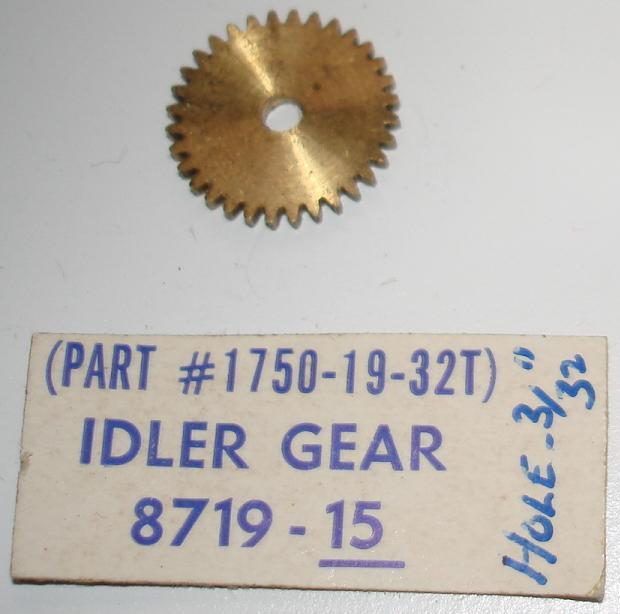 (PART #1750-19-32T)
IDLER GEAR
8719-15
HOLE-3/32"